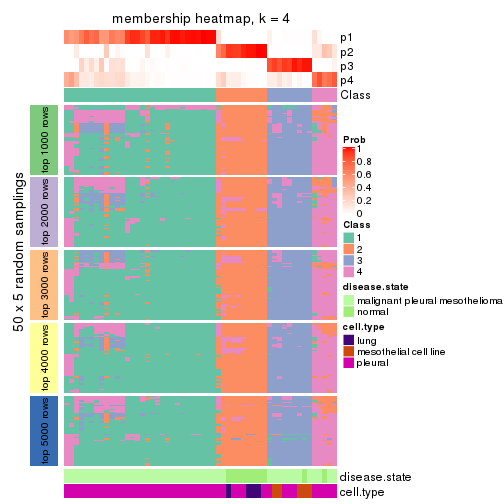 membership heatmap, k = 4
p1
p2
p3
p4
Class
50 x 5 random samplings
top 1000 rows
top 2000 rows
top 3000 rows
top 4000 rows
top 5000 rows
Prob
1
0.8
0.6
0.4
0.2
0
Class
1
2
3
4
disease.state
malignant pleural mesothelioma
normal
cell.type
lung
mesothelial cell line
pleural
disease.state
cell.type